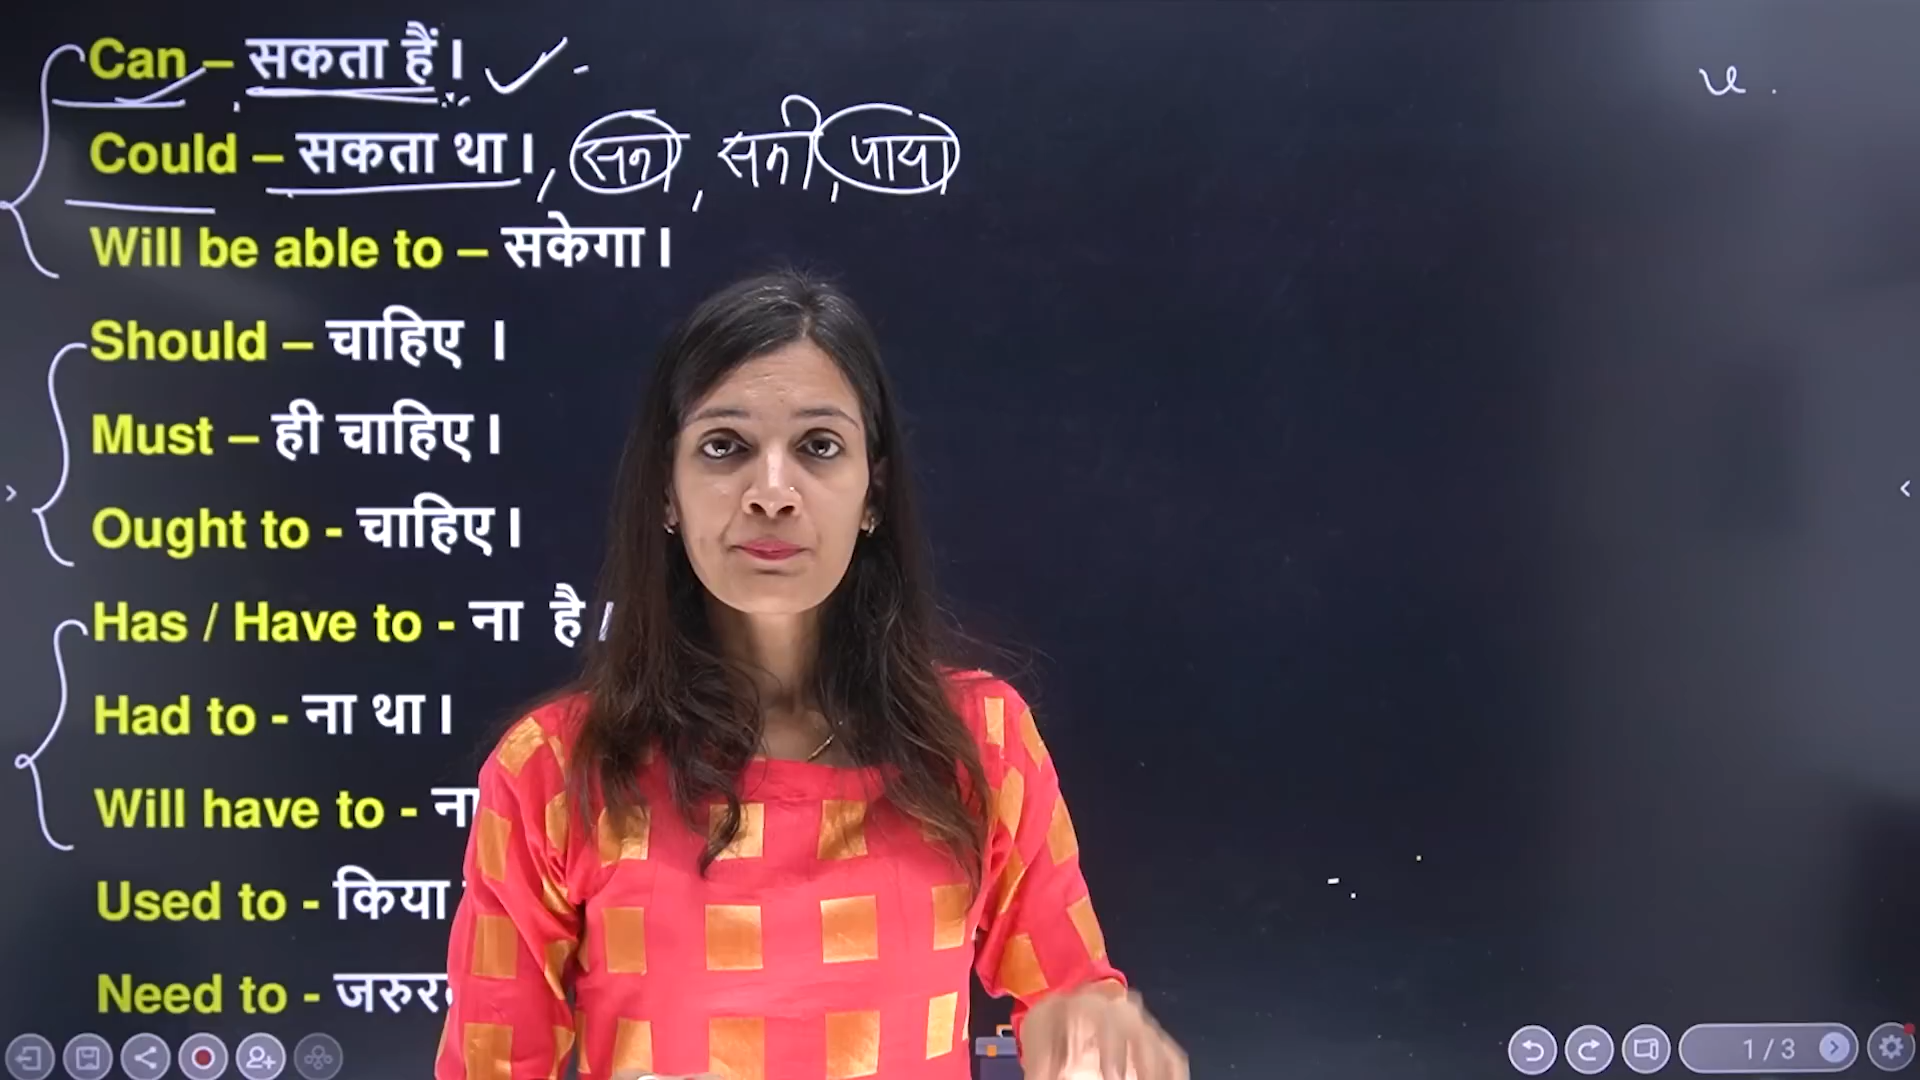 Can – सकता हैं।
Could – सकता था।, सका, सकी, पाया
Will be able to – सकेगा।
Should – चाहिए ।
Must – ही चाहिए।
Ought to - चाहिए।
Has / Have to - ना है ।
Had to - ना था।
Will have to - ना
Used to - किया
Need to -
1 / 3